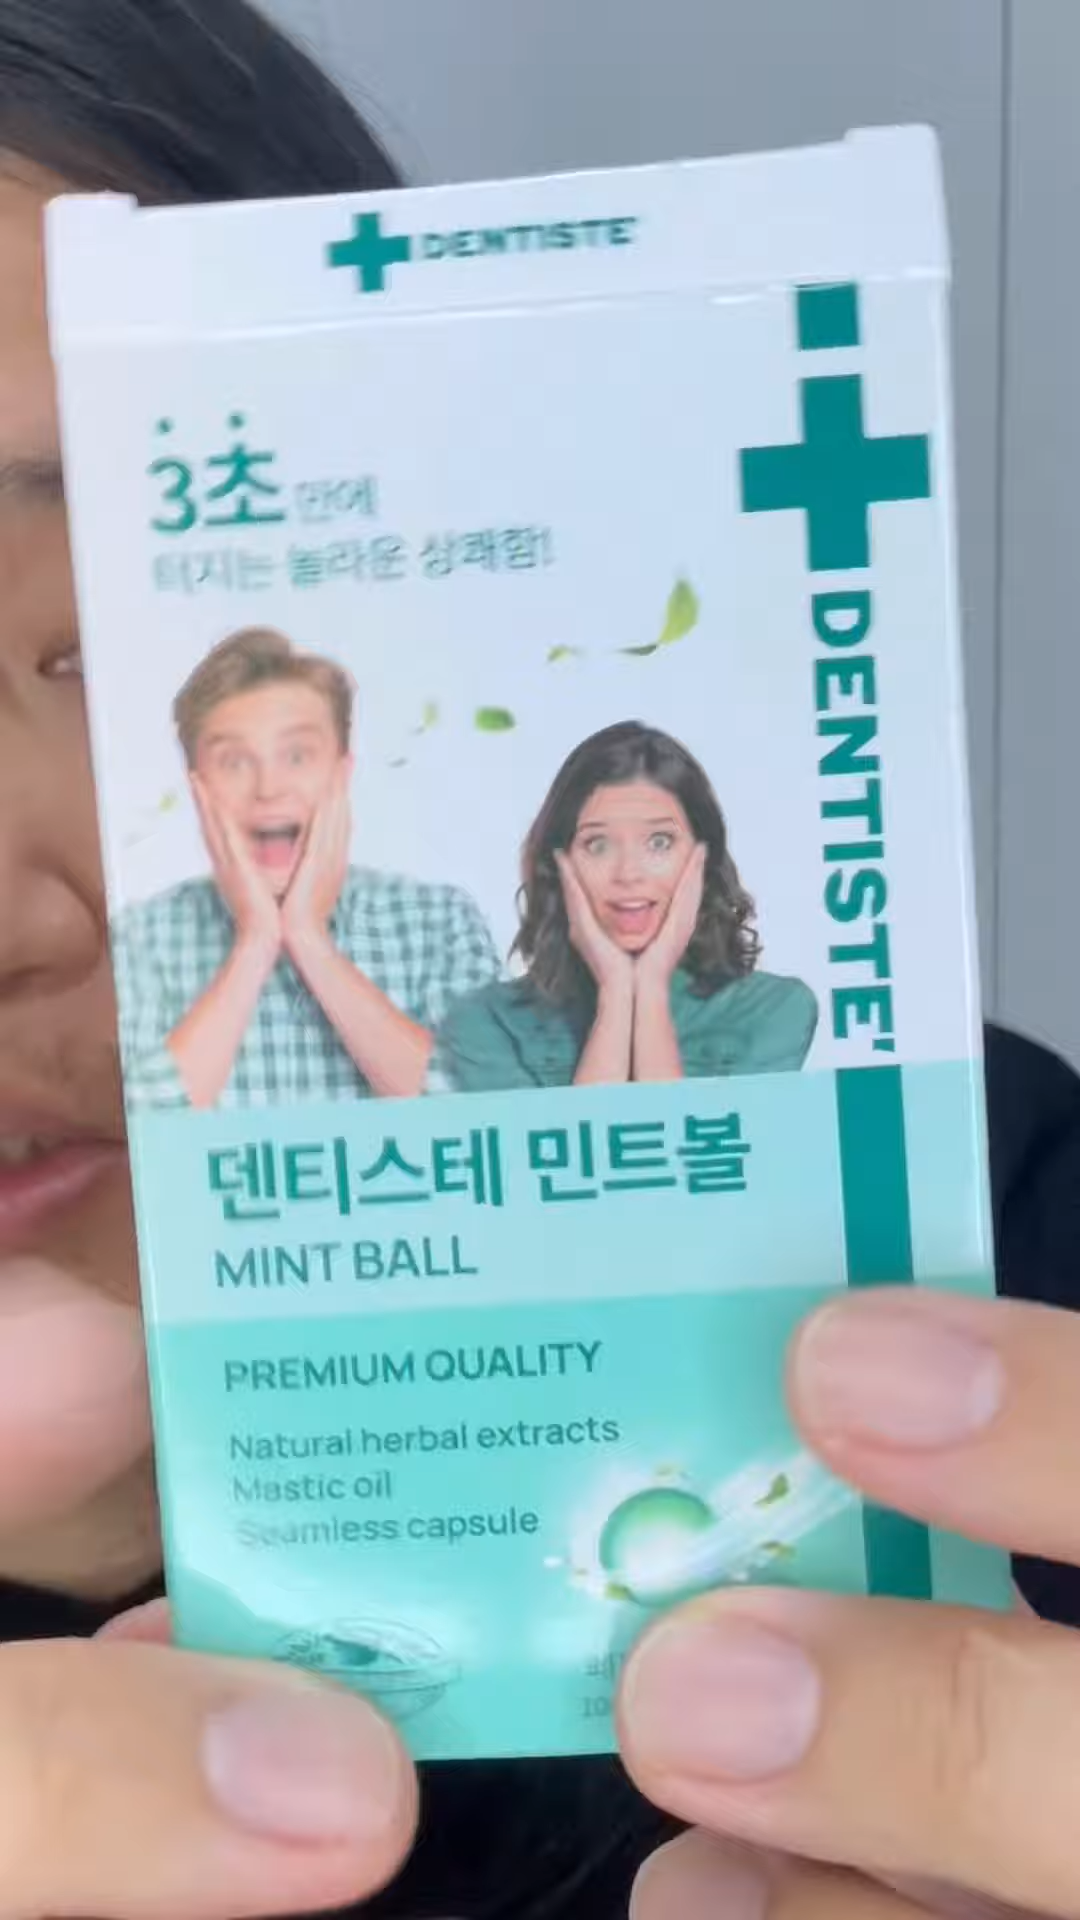 DENTISTE'
3초만에
터지는 놀라운 상쾌함!
DENTISTE'
덴티스테 민트볼
MINT BALL
PREMIUM QUALITY
Natural herbal extracts
Mastic oil
Seamless capsule